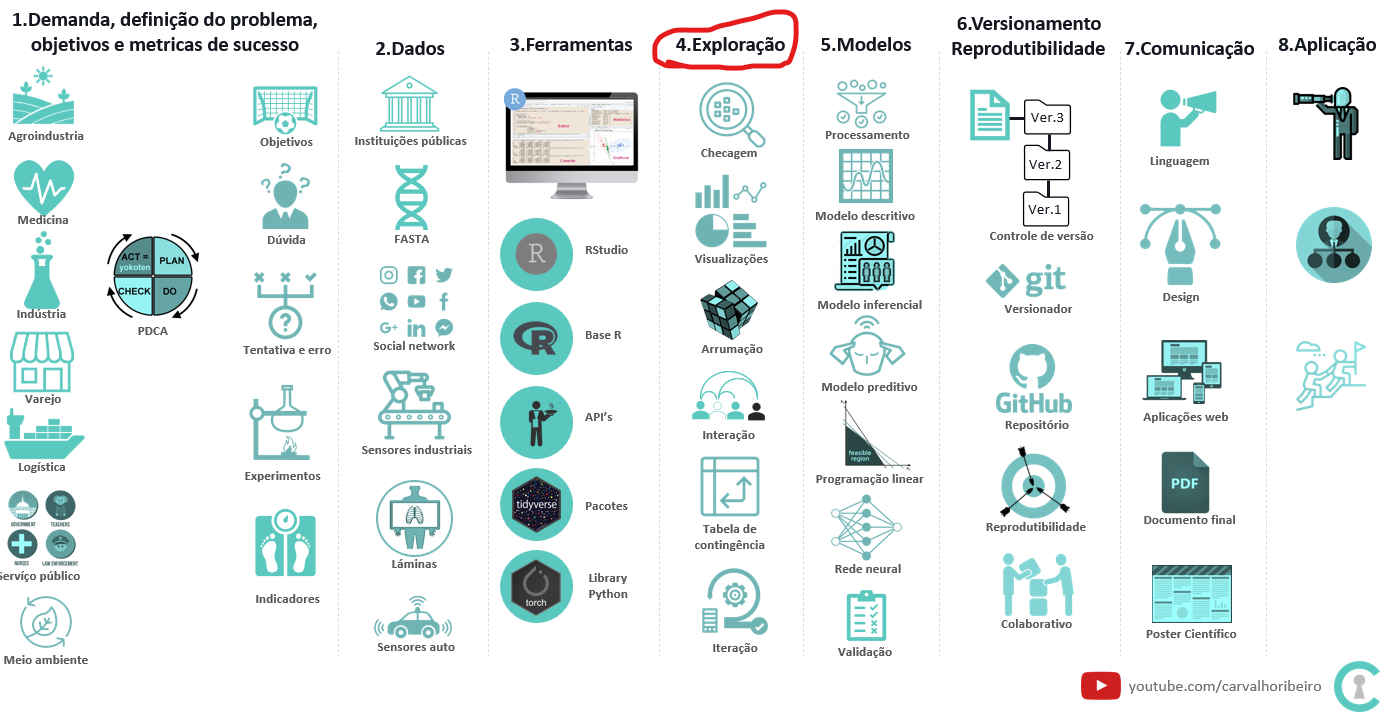 1.Demanda, definição do problema,
objetivos e metricas de sucesso
Agroindustria
Medicina
Indústria
Varejo
Logística
GOVERNMENT
TEACHERS
NURSES
LAW ENFORCEMENT
Serviço público
Meio ambiente
ACT =
yokoten
PLAN
CHECK
DO
PDCA
Objetivos
Dúvida
Tentativa e erro
Experimentos
Indicadores
2.Dados
Instituições públicas
FASTA
Social network
Sensores industriais
Láminas
Sensores auto
3.Ferramentas
R
Editor
Histórico
Console
Gráficos
R
RStudio
R
Base R
API's
tidyverse
Pacotes
torch
Library
Python
4.Exploração
Checagem
Visualizações
Arrumação
Interação
Tabela de
contingência
Iteração
5.Modelos
Processamento
Modelo descritivo
Modelo inferencial
Modelo preditivo
feasible
region
Programação linear
Rede neural
Validação
6.Versionamento
Reprodutibilidade
Ver.3
Ver.2
Ver.1
Controle de versão
git
Versionador
GitHub
Repositório
Reprodutibilidade
Colaborativo
7.Comunicação
Linguagem
Design
Aplicações web
PDF
Documento final
Poster Científico
8.Aplicação
youtube.com/carvalhoribeiro